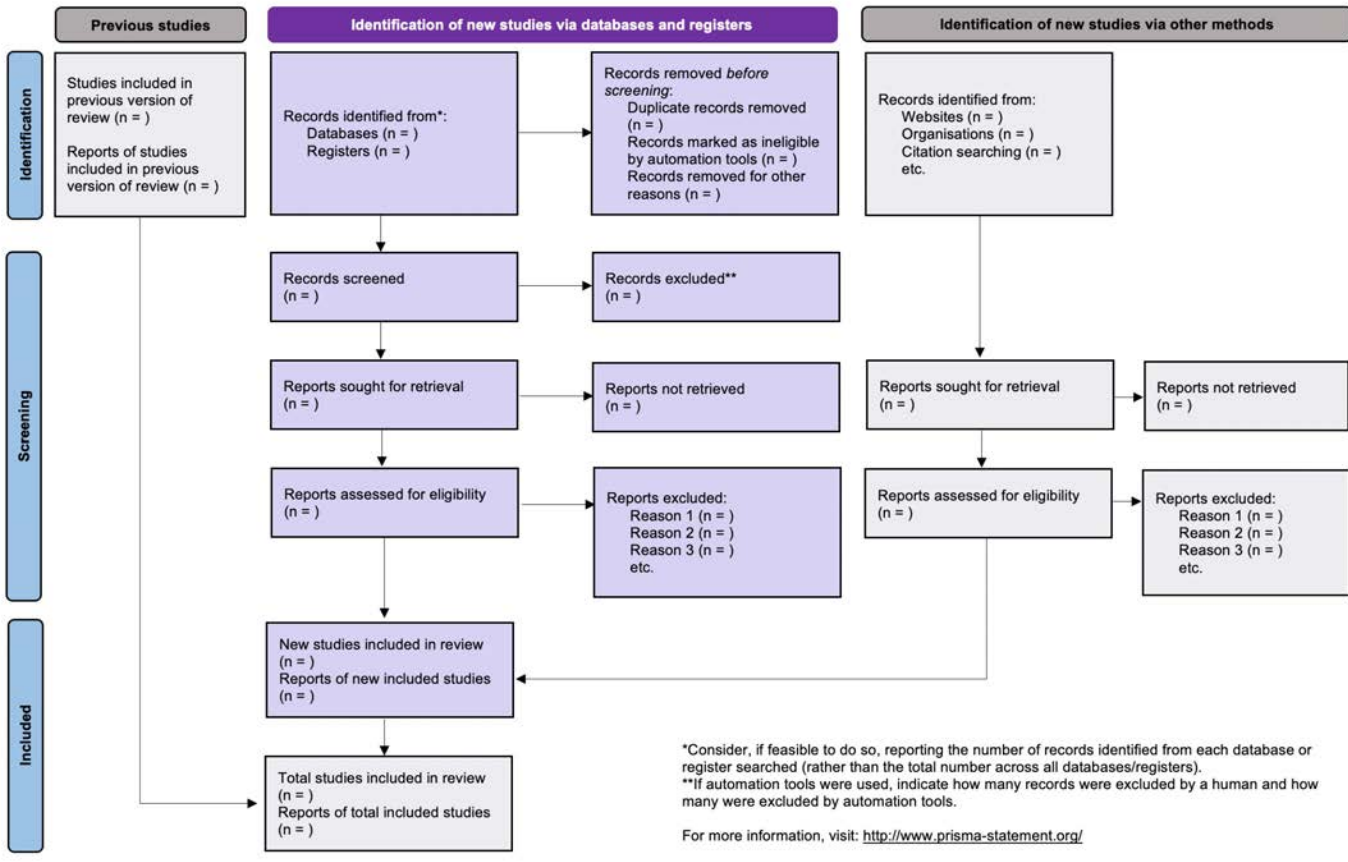 Previous studies
Identification of new studies via databases and registers
Identification of new studies via other methods
Identification
Studies included in
previous version of
review (n = )
Reports of studies
included in previous
version of review (n = )
Records identified from*:
Databases (n = )
Registers (n = )
Records removed before
screening:
Duplicate records removed
(n = )
Records marked as ineligible
by automation tools (n = )
Records removed for other
reasons (n = )
Records identified from:
Websites (n = )
Organisations (n = )
Citation searching (n = )
etc.
Screening
Records screened
(n = )
Records excluded**
(n = )
Reports sought for retrieval
(n = )
Reports not retrieved
(n = )
Reports sought for retrieval
(n = )
Reports not retrieved
(n = )
Reports assessed for eligibility
(n = )
Reports excluded:
Reason 1 (n = )
Reason 2 (n = )
Reason 3 (n = )
etc.
Reports assessed for eligibility
(n = )
Reports excluded:
Reason 1 (n = )
Reason 2 (n = )
Reason 3 (n = )
etc.
Included
New studies included in review
(n = )
Reports of new included studies
(n = )
Total studies included in review
(n = )
Reports of total included studies
(n = )
*Consider, if feasible to do so, reporting the number of records identified from each database or
register searched (rather than the total number across all databases/registers).
**If automation tools were used, indicate how many records were excluded by a human and how
many were excluded by automation tools.
For more information, visit: http://www.prisma-statement.org/